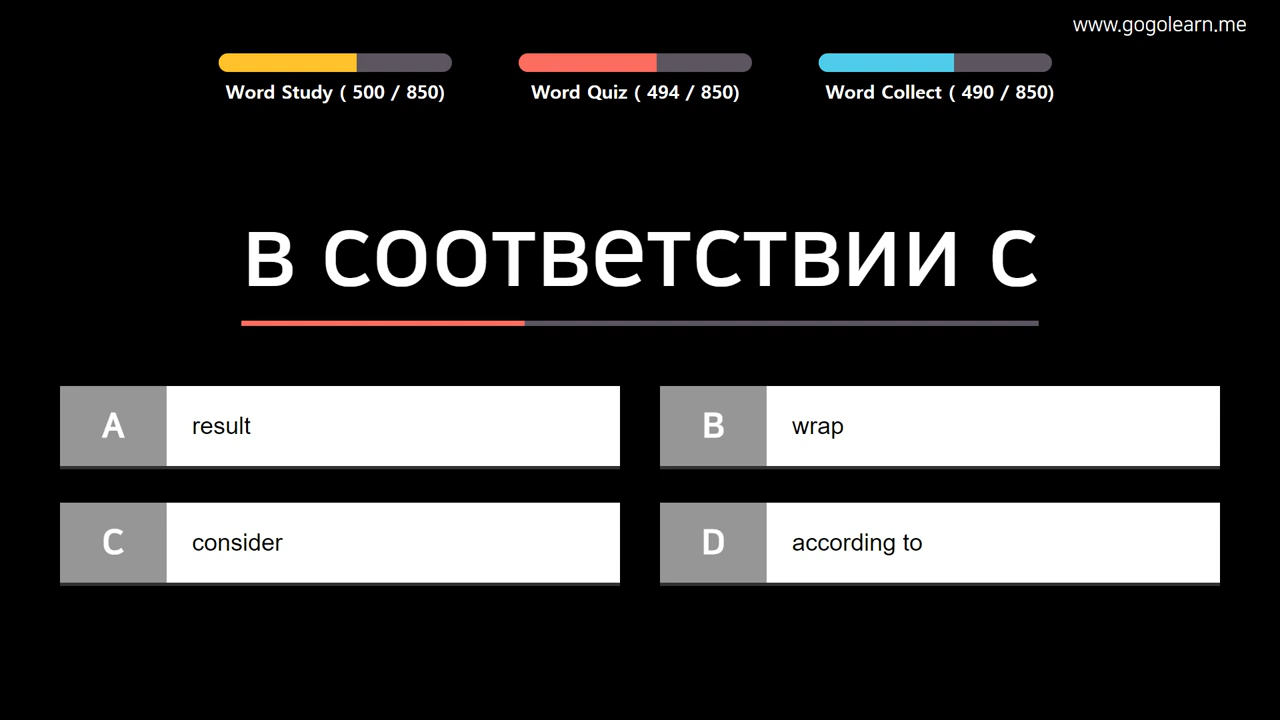 www.gogolearn.me
Word Study ( 500 / 850)
Word Quiz ( 494 / 850)
Word Collect ( 490 / 850)
в соответствии с
A result
B wrap
C consider
D according to